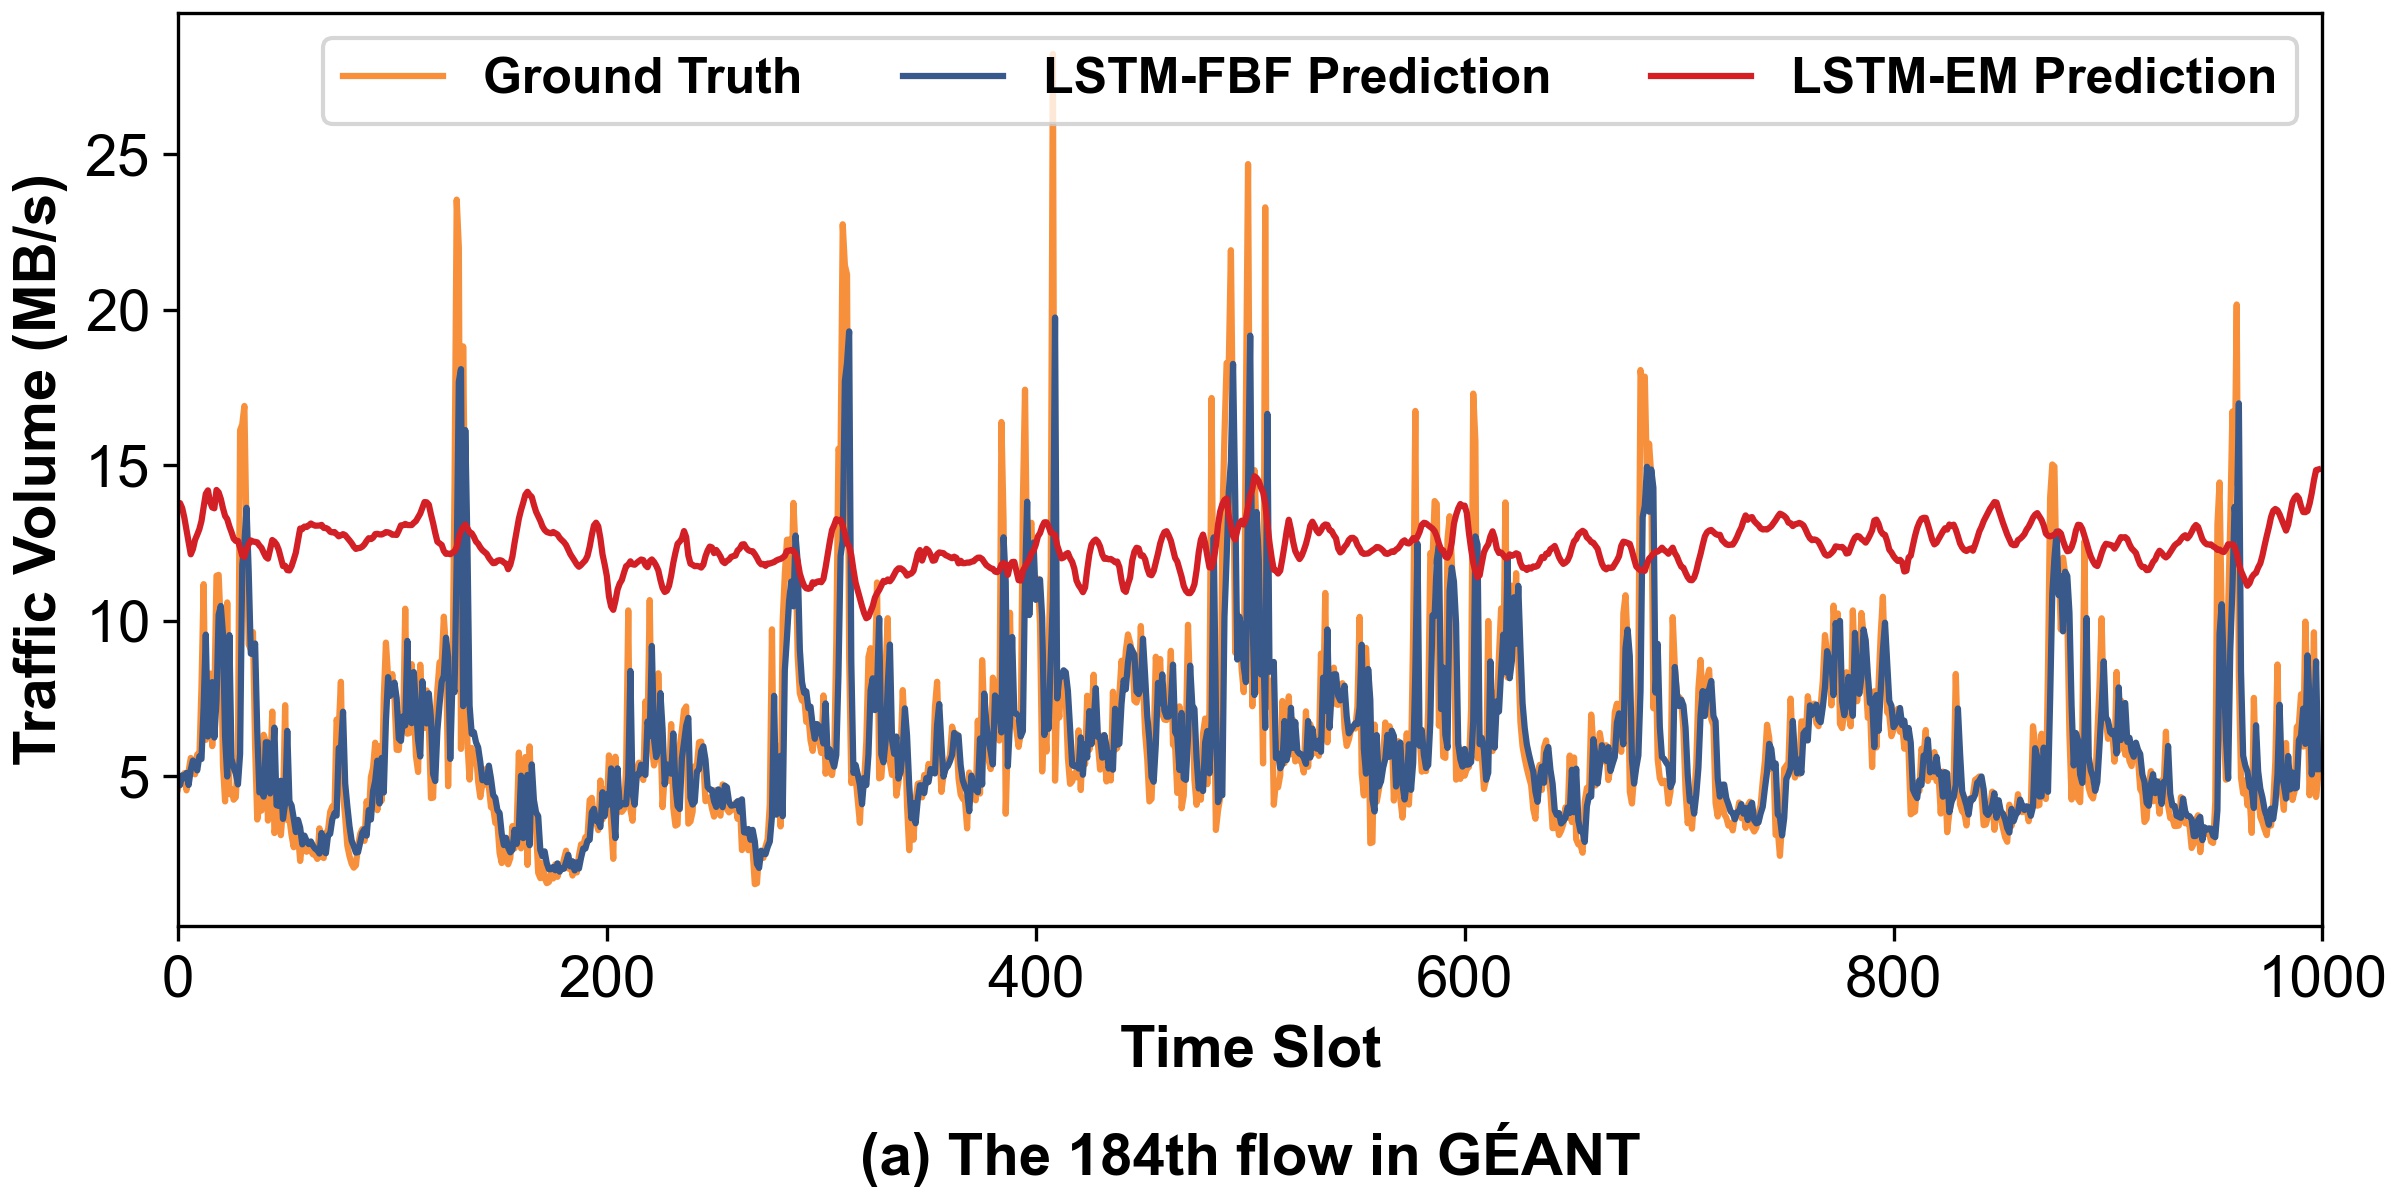 Ground Truth LSTM-FBF Prediction LSTM-EM Prediction
Traffic Volume (MB/s)
25
20
15
10
5
0 200 400 600 800 1000
Time Slot
(a) The 184th flow in GÉANT